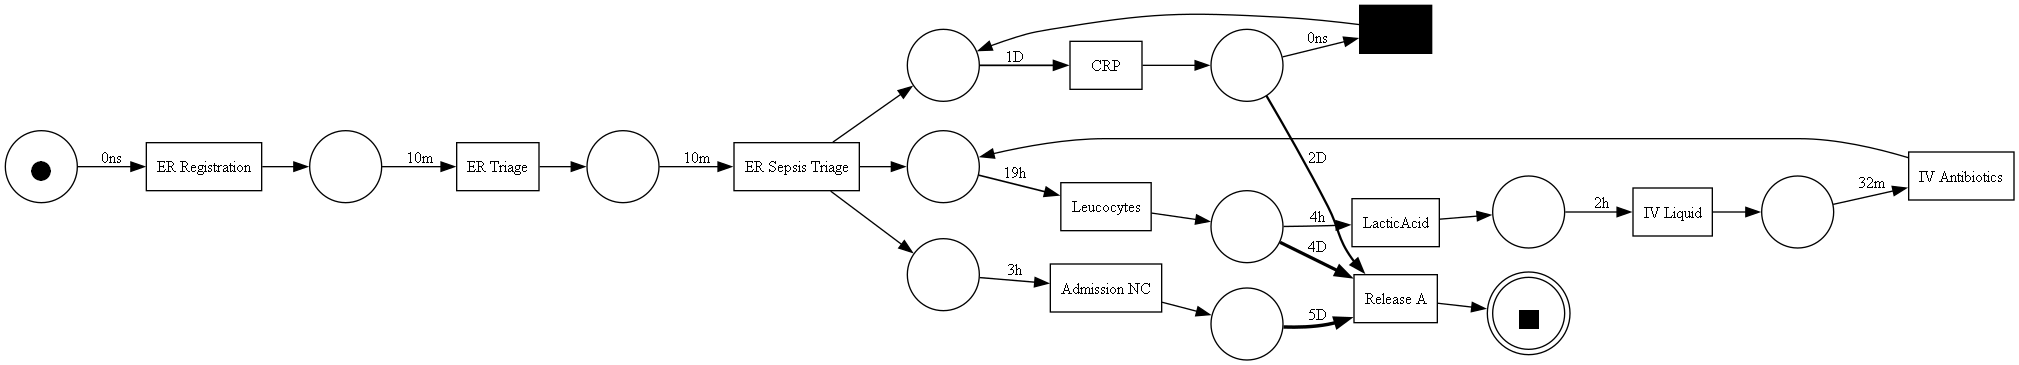 0ns
ER Registration
10m
ER Triage
10m
ER Sepsis Triage
1D
CRP
0ns
2D
19h
Leucocytes
4h
LacticAcid
2h
IV Liquid
32m
IV Antibiotics
4D
3h
Admission NC
5D
Release A